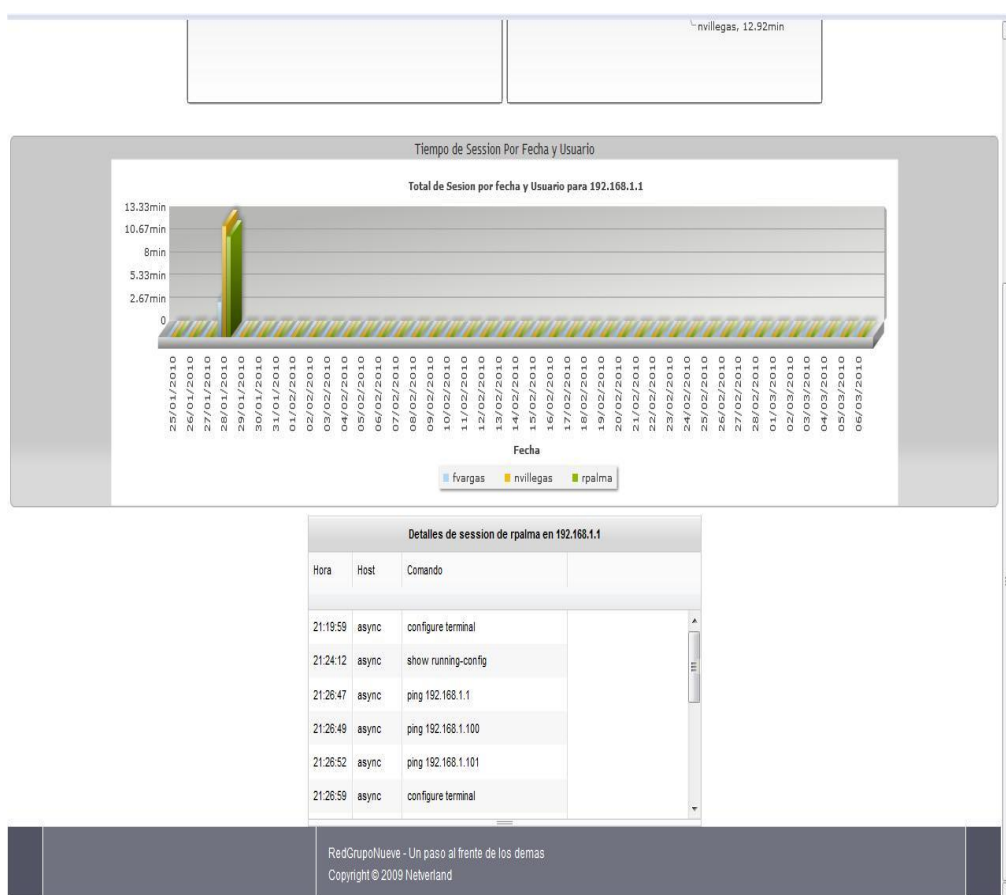 nvillegas, 12.92min
Tiempo de Session Por Fecha y Usuario
Total de Sesion por fecha y Usuario para 192.168.1.1
13.33min
10.67min
8min
5.33min
2.67min
0
25/01/2010
26/01/2010
27/01/2010
28/01/2010
29/01/2010
30/01/2010
31/01/2010
01/02/2010
02/02/2010
03/02/2010
04/02/2010
05/02/2010
06/02/2010
07/02/2010
08/02/2010
09/02/2010
10/02/2010
11/02/2010
12/02/2010
13/02/2010
14/02/2010
15/02/2010
16/02/2010
17/02/2010
18/02/2010
19/02/2010
20/02/2010
21/02/2010
22/02/2010
23/02/2010
24/02/2010
25/02/2010
26/02/2010
27/02/2010
28/02/2010
01/03/2010
02/03/2010
03/03/2010
04/03/2010
05/03/2010
06/03/2010
Fecha
fvargas nvillegas rpalma
Detalles de session de rpalma en 192.168.1.1
Hora Host Comando
21:19:59 async configure terminal
21:24:12 async show running-config
21:26:47 async ping 192.168.1.1
21:26:49 async ping 192.168.1.100
21:26:52 async ping 192.168.1.101
21:26:59 async configure terminal
RedGrupoNueve - Un paso al frente de los demas
Copyright © 2009 Netverland